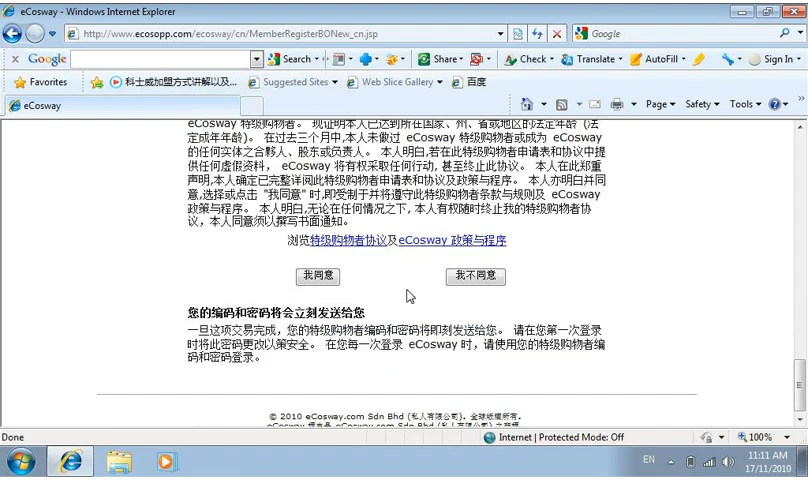 eCosway - Windows Internet Explorer
http://www.ecosopp.com/ecosway/cn/MemberRegisterBONew_cn.jsp
Google
x Google Search Share Check Translate AutoFill Sign In
Favorites 科士威加盟方式讲解以及... Suggested Sites Web Slice Gallery 百度
eCosway Page Safety Tools
eCosway 特级购物者。 现证明本人已达到所在国家、州、省或地区的法定年龄 (法
定成年年龄)。 在过去三个月中,本人未做过 eCosway 特级购物者或成为 eCosway
的任何实体之合夥人、股东或负责人。 本人明白,若在此特级购物者申请表和协议中提
供任何虚假资料， eCosway 将有权采取任何行动, 甚至终止此协议。 本人在此郑重
声明,本人确定已完整详阅此特级购物者申请表和协议及政策与程序。 本人亦明白并同
意,选择或点击 "我同意" 时,即受制于并将遵守此特级购物者条款与规则及 eCosway
政策与程序。 本人明白,无论在任何情况之下, 本人有权随时终止我的特级购物者协
议，本人同意须以撰写书面通知。
浏览特级购物者协议及eCosway 政策与程序
我同意 我不同意
您的编码和密码将会立刻发送给您
一旦这项交易完成，您的特级购物者编码和密码将即刻发送给您。 请在您第一次登录
时将此密码更改以策安全。 在您每一次登录 eCosway 时，请使用您的特级购物者编
码和密码登录。
© 2010 eCosway.com Sdn Bhd (私人有限公司). 全球版權所有。
Done Internet | Protected Mode: Off 100%
EN 11:11 AM
17/11/2010